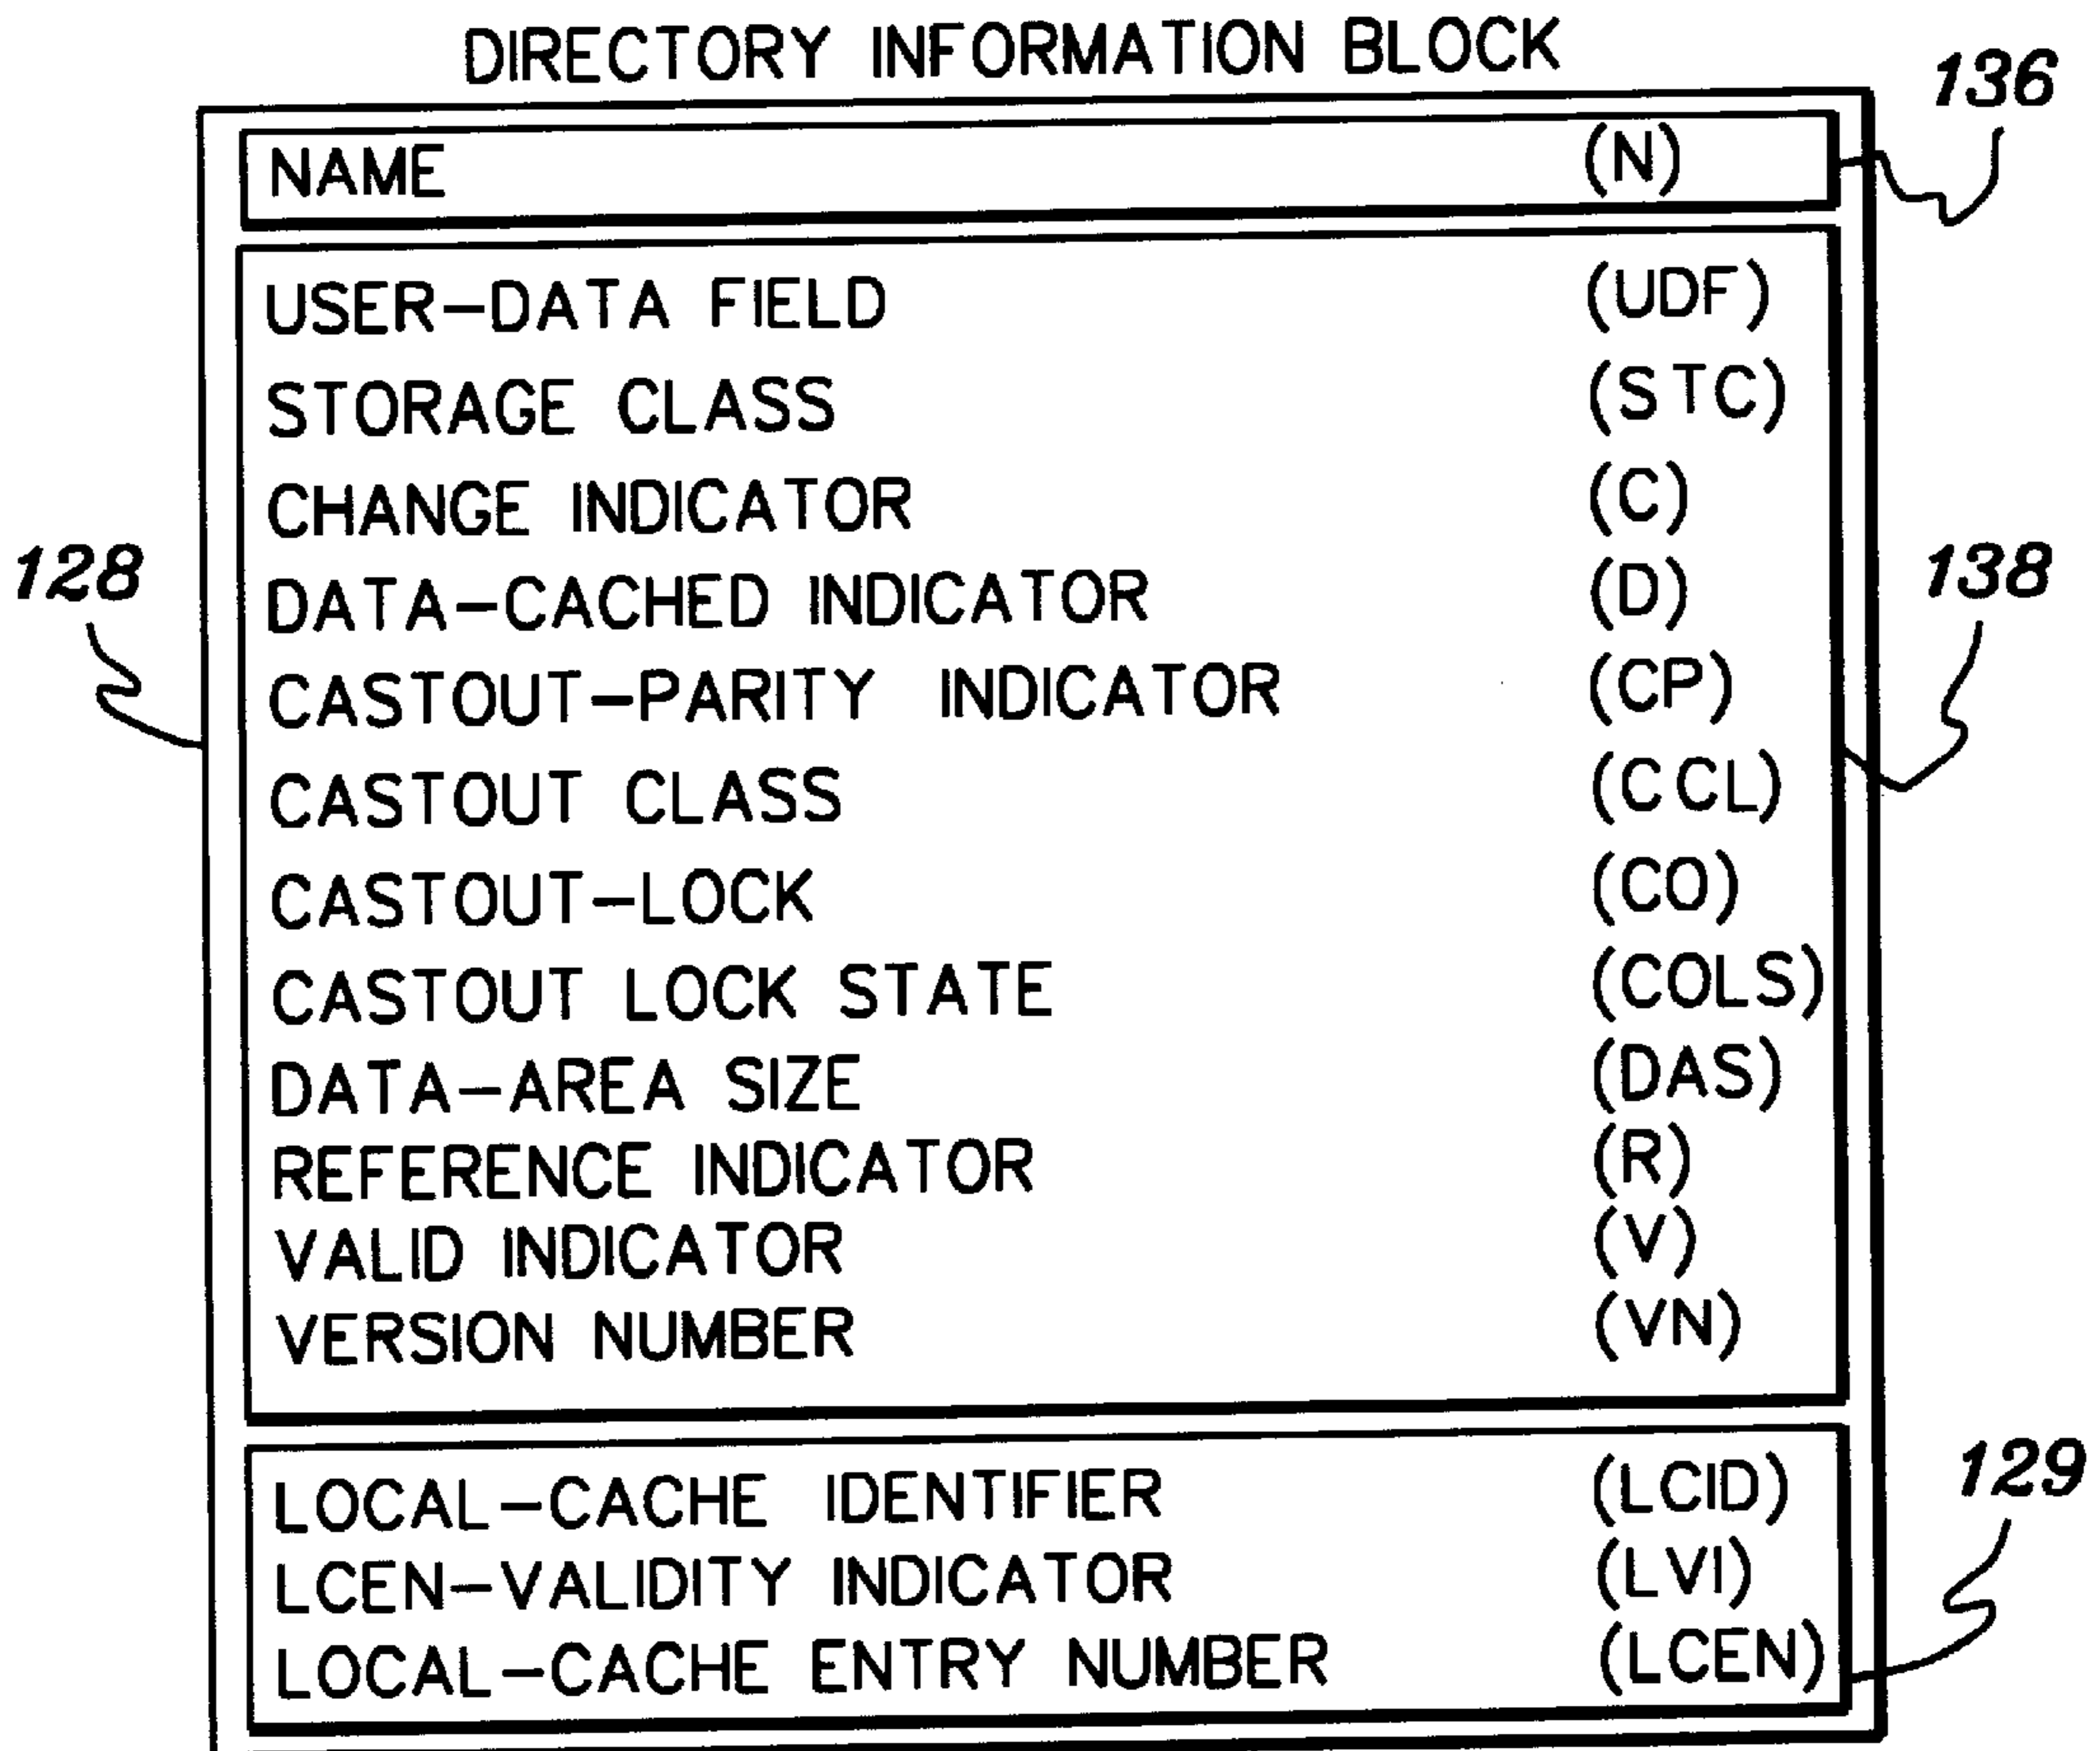 DIRECTORY INFORMATION BLOCK
136
NAME (N)
USER-DATA FIELD (UDF)
STORAGE CLASS (STC)
CHANGE INDICATOR (C)
128
DATA-CACHED INDICATOR (D)
138
CASTOUT-PARITY INDICATOR (CP)
CASTOUT CLASS (CCL)
CASTOUT-LOCK (CO)
CASTOUT LOCK STATE (COLS)
DATA-AREA SIZE (DAS)
REFERENCE INDICATOR (R)
VALID INDICATOR (V)
VERSION NUMBER (VN)
129
LOCAL-CACHE IDENTIFIER (LCID)
LCEN-VALIDITY INDICATOR (LVI)
LOCAL-CACHE ENTRY NUMBER (LCEN)